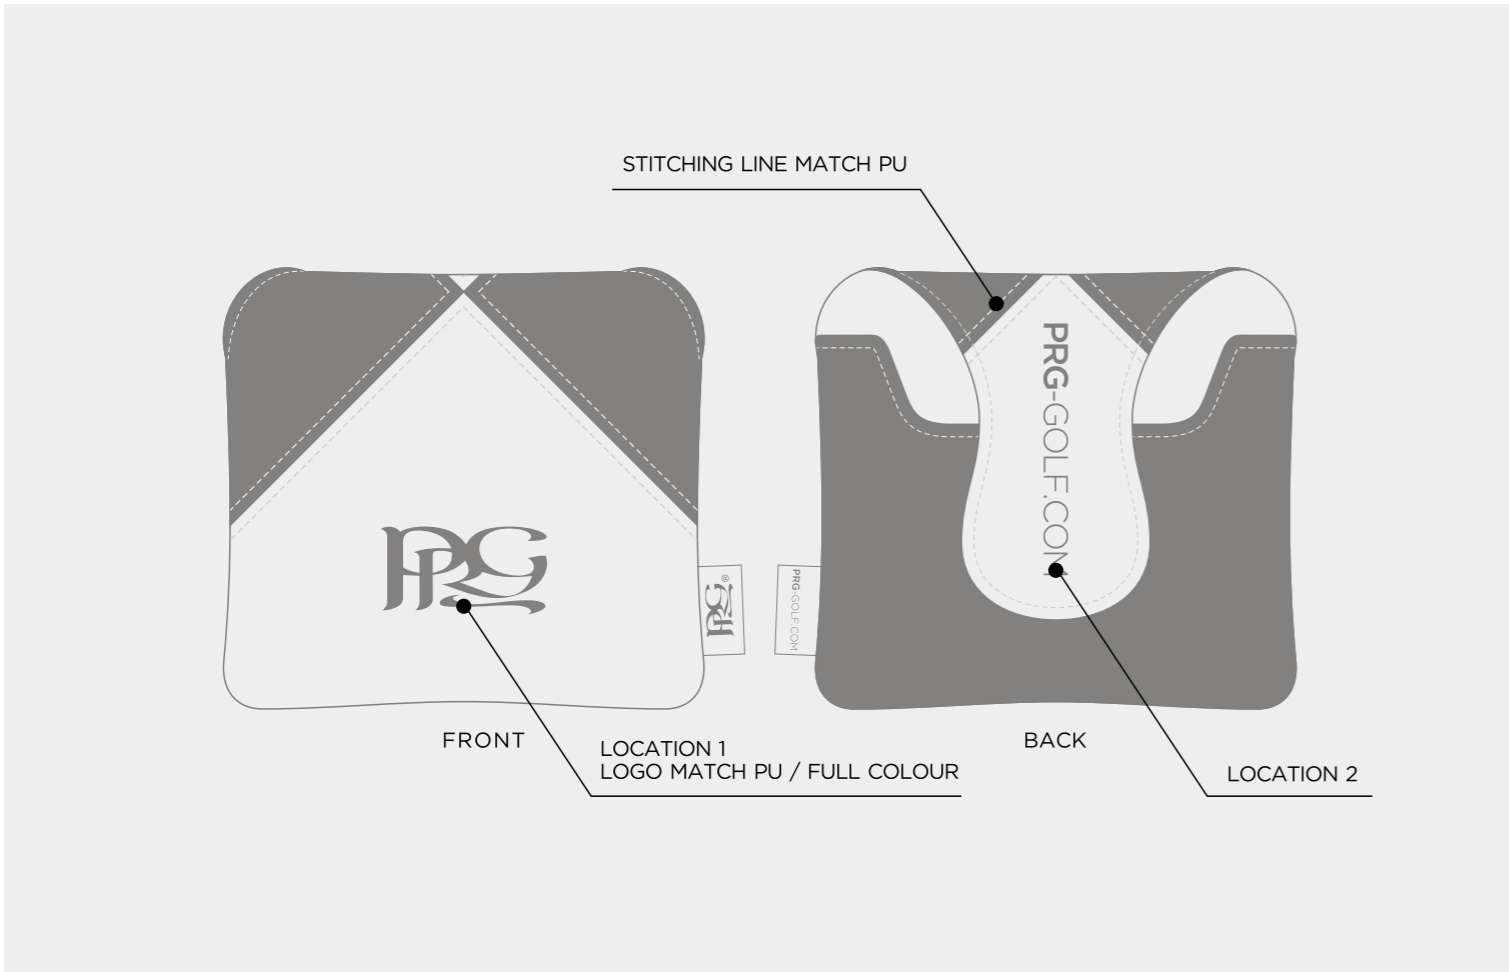 STITCHING LINE MATCH PU
PRG
PRG®
FRONT
LOCATION 1
LOGO MATCH PU / FULL COLOUR
PRG-GOLF.COM
PRG-GOLF.COM
BACK
LOCATION 2